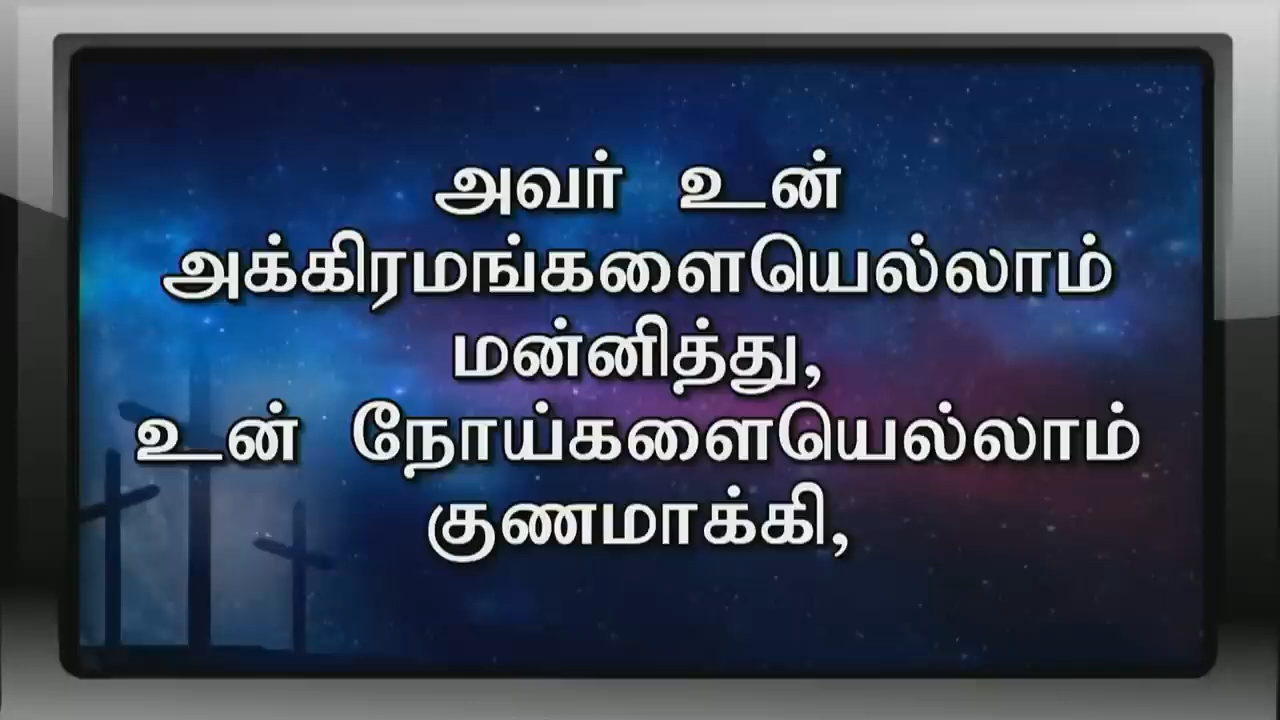 அவர் உன்
அக்கிரமங்களையெல்லாம்
மன்னித்து,
உன் நோய்களையெல்லாம்
குணமாக்கி,